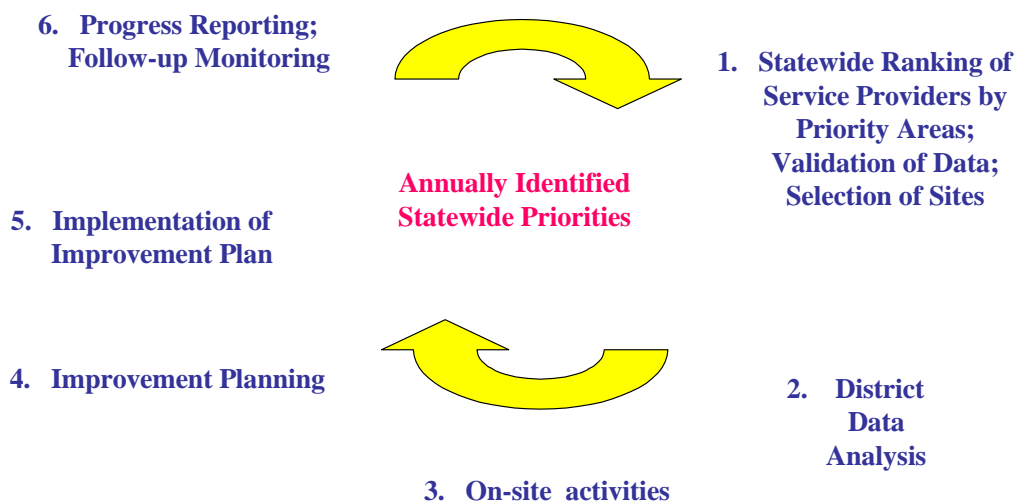 6. Progress Reporting;
Follow-up Monitoring
1. Statewide Ranking of
Service Providers by
Priority Areas;
Validation of Data;
Selection of Sites
Annually Identified
Statewide Priorities
5. Implementation of
Improvement Plan
4. Improvement Planning
2. District
Data
Analysis
3. On-site activities